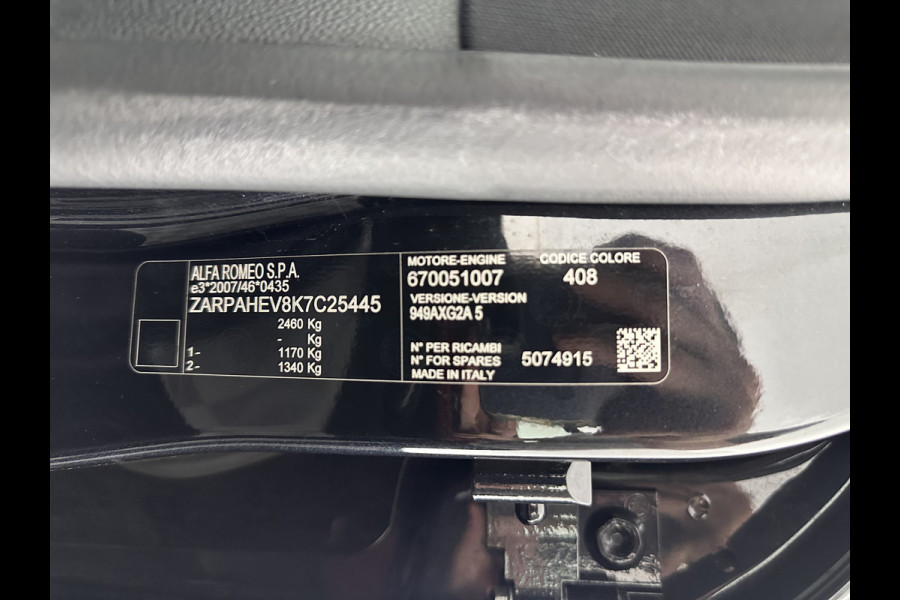 ALFA ROMEO S.P.A.
e3*2007/46*0435
ZARPAHEV8K7C25445
2460 Kg
- Kg
1- 1170 Kg
2- 1340 Kg
MOTORE-ENGINE
670051007
VERSIONE-VERSION
949AXG2A 5
CODICE COLORE
408
N° PER RICAMBI
N° FOR SPARES 5074915
MADE IN ITALY